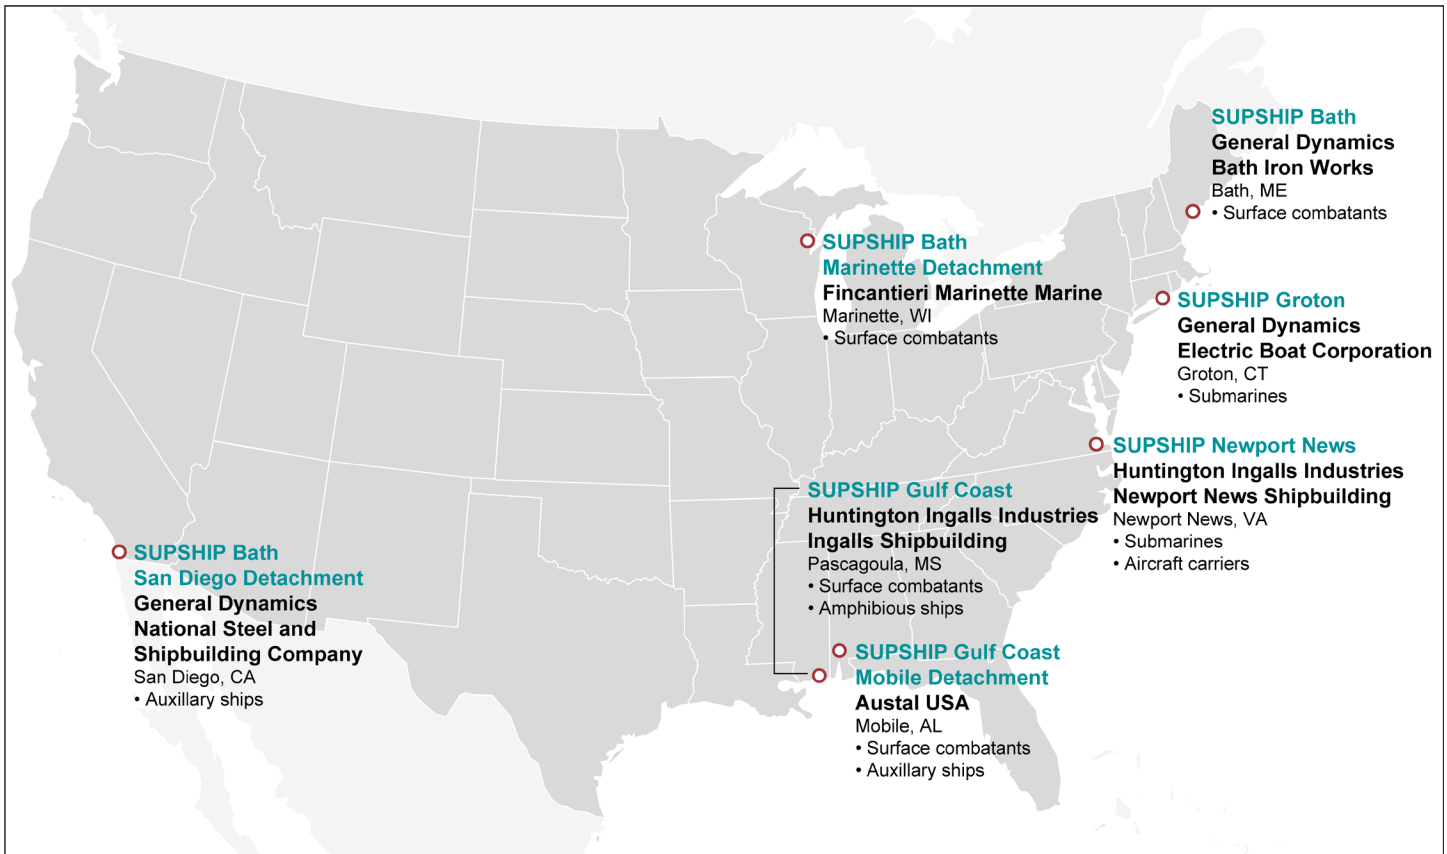 SUPSHIP Bath
General Dynamics
Bath Iron Works
Bath, ME
• Surface combatants
SUPSHIP Bath
Marinette Detachment
Fincantieri Marinette Marine
Marinette, WI
• Surface combatants
SUPSHIP Groton
General Dynamics
Electric Boat Corporation
Groton, CT
• Submarines
SUPSHIP Newport News
Huntington Ingalls Industries
Newport News Shipbuilding
Newport News, VA
• Submarines
• Aircraft carriers
SUPSHIP Gulf Coast
Huntington Ingalls Industries
Ingalls Shipbuilding
Pascagoula, MS
• Surface combatants
• Amphibious ships
SUPSHIP Bath
San Diego Detachment
General Dynamics
National Steel and
Shipbuilding Company
San Diego, CA
• Auxillary ships
SUPSHIP Gulf Coast
Mobile Detachment
Austal USA
Mobile, AL
• Surface combatants
• Auxillary ships